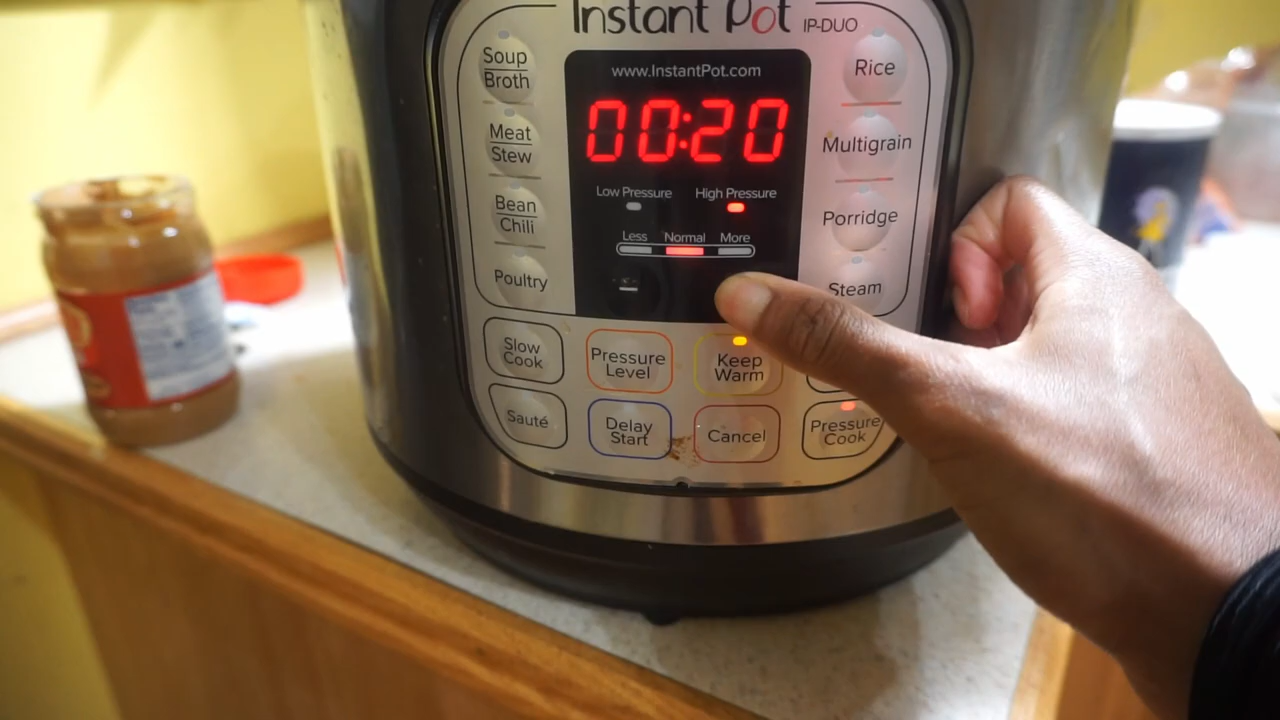 Instant Pot IP-DUO
www.InstantPot.com
00:20
Low Pressure High Pressure
Less Normal More
Soup
Broth
Meat
Stew
Bean
Chili
Poultry
Rice
Multigrain
Porridge
Steam
Slow
Cook
Pressure
Level
Keep
Warm
Sauté
Delay
Start
Cancel
Pressure
Cook